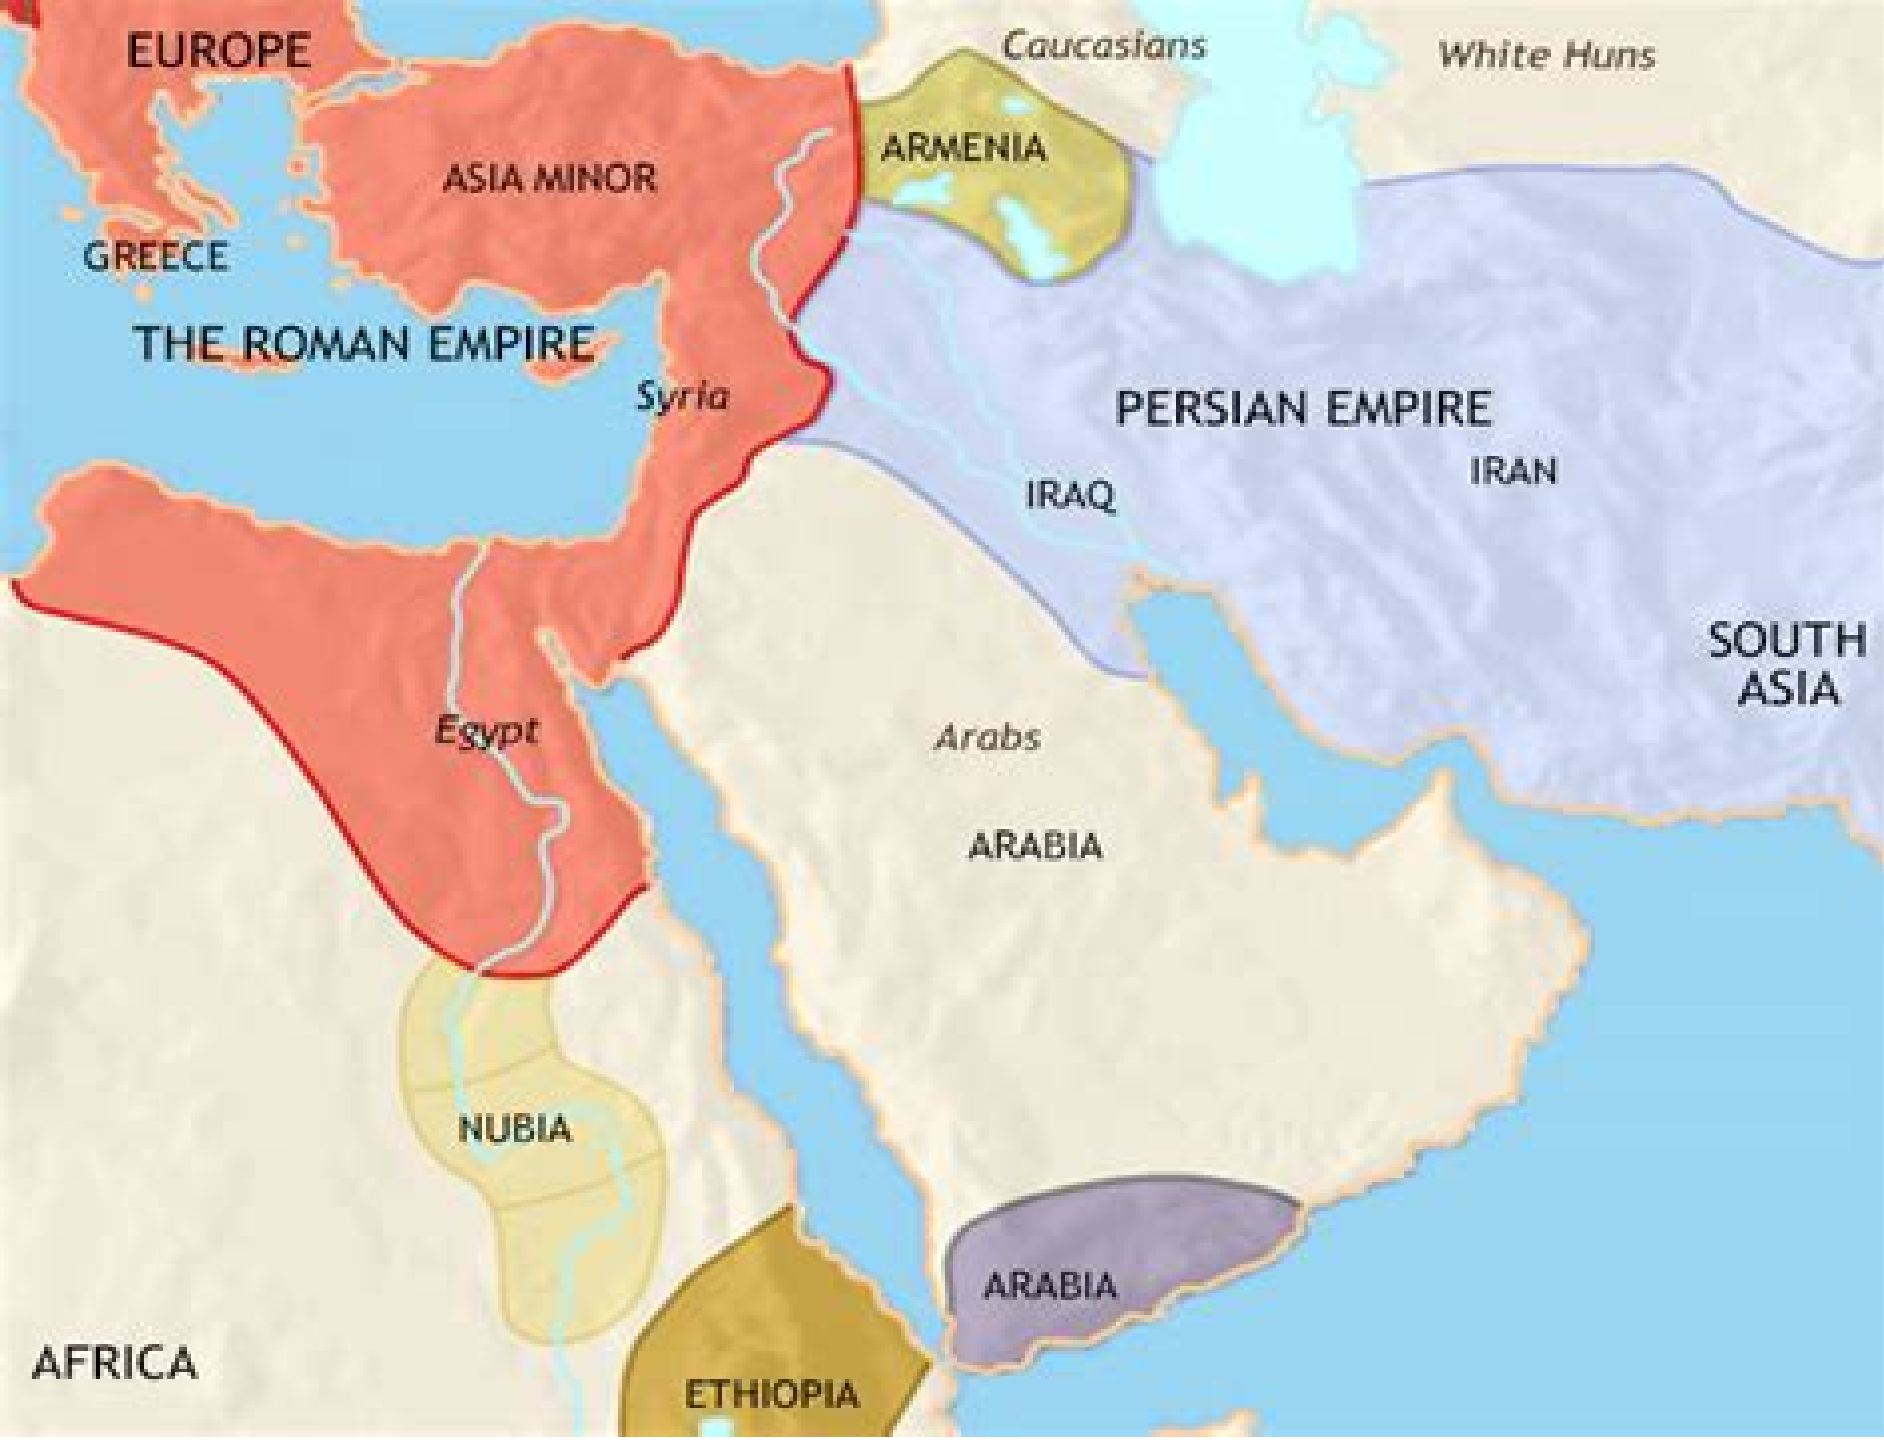 EUROPE
Caucasians
White Huns
ARMENIA
ASIA MINOR
GREECE
THE ROMAN EMPIRE
Syria
PERSIAN EMPIRE
IRAN
IRAQ
SOUTH
ASIA
Egypt
Arabs
ARABIA
NUBIA
ARABIA
AFRICA
ETHIOPIA